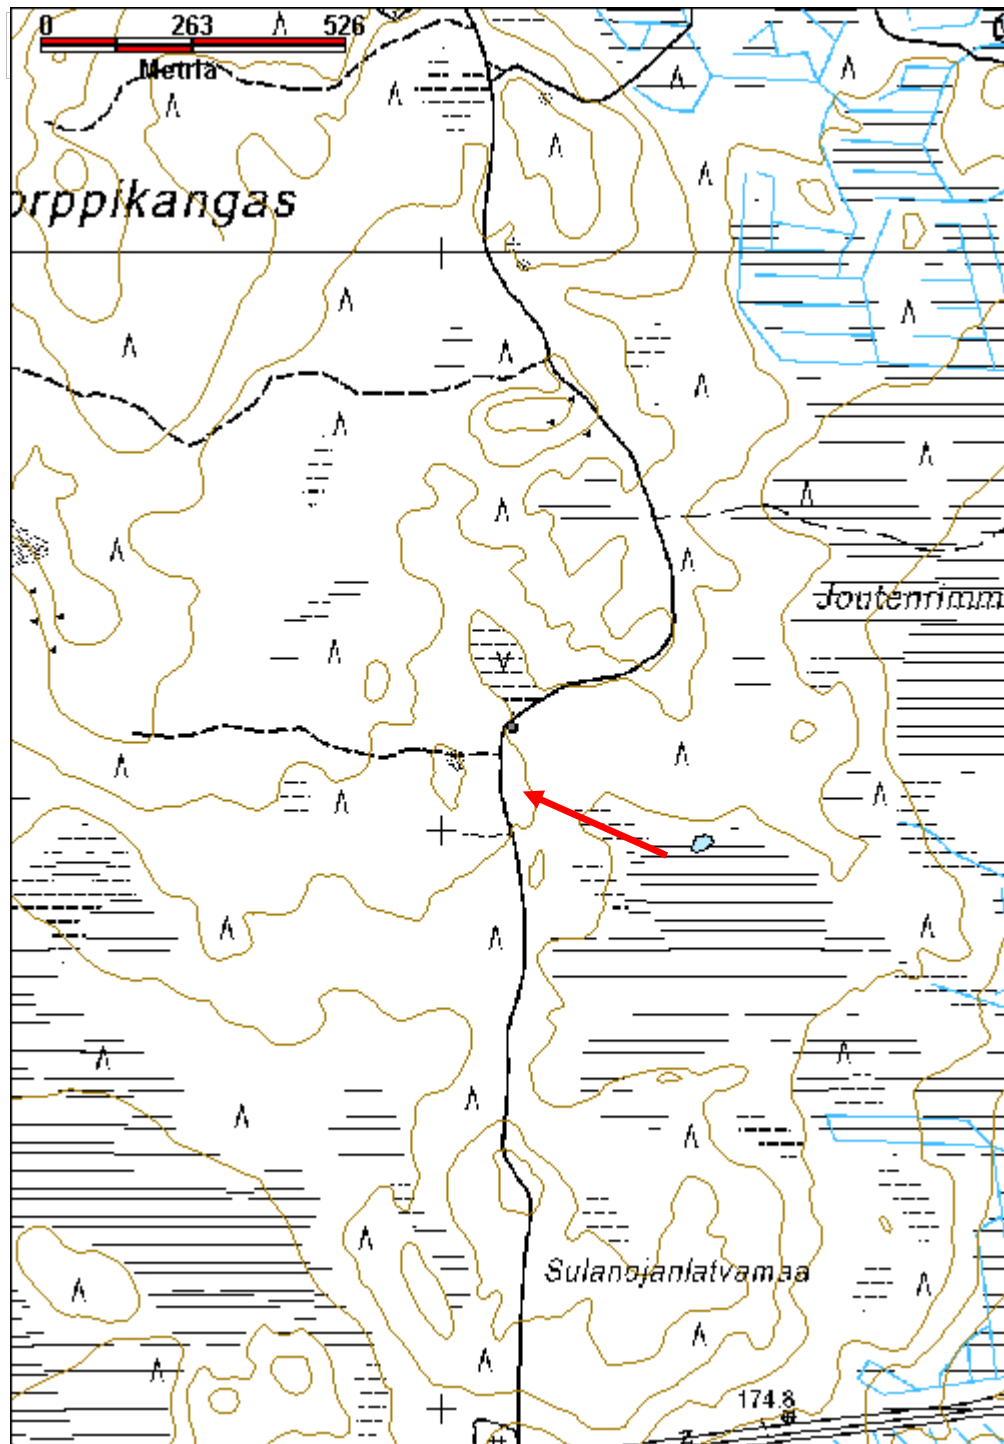 0 263 526
Metriä
orppikangas
Joutenrimm
Sulanojanlatvamaa
174.8
z